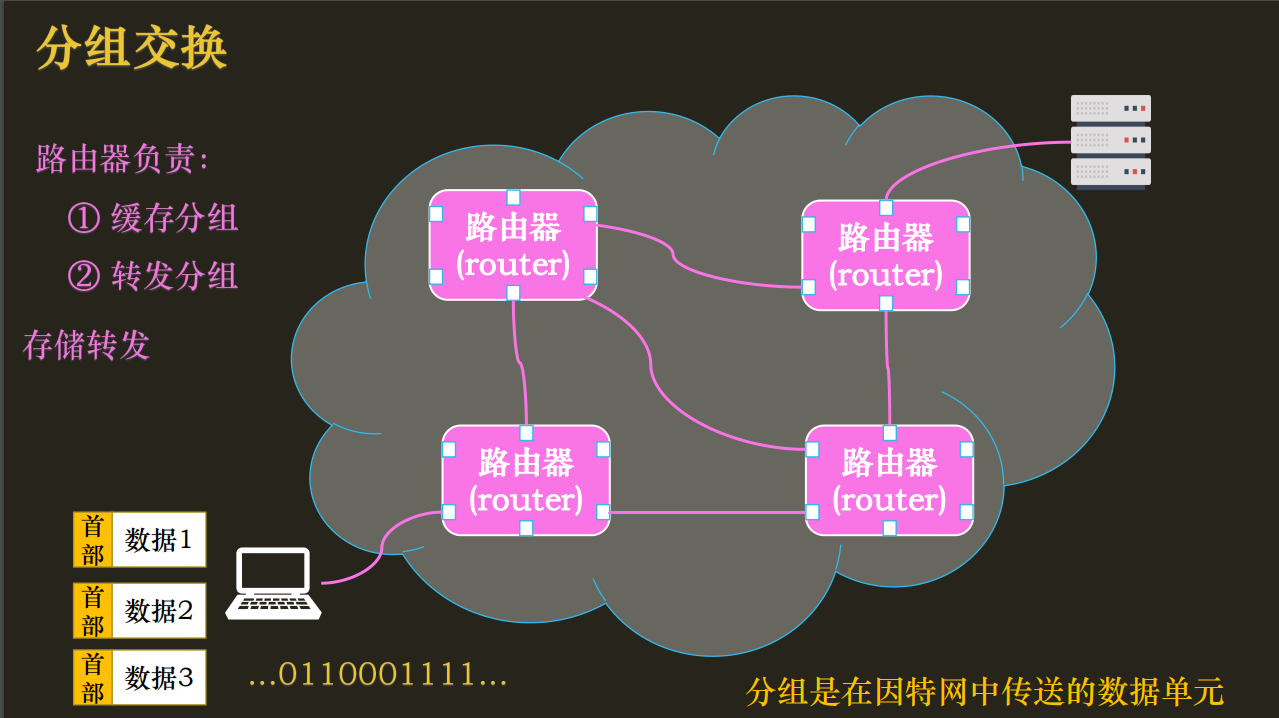 分组交换
路由器负责：
① 缓存分组
② 转发分组
存储转发
路由器
(router)
路由器
(router)
路由器
(router)
路由器
(router)
首部 数据1
首部 数据2
首部 数据3
...0110001111...
分组是在因特网中传送的数据单元